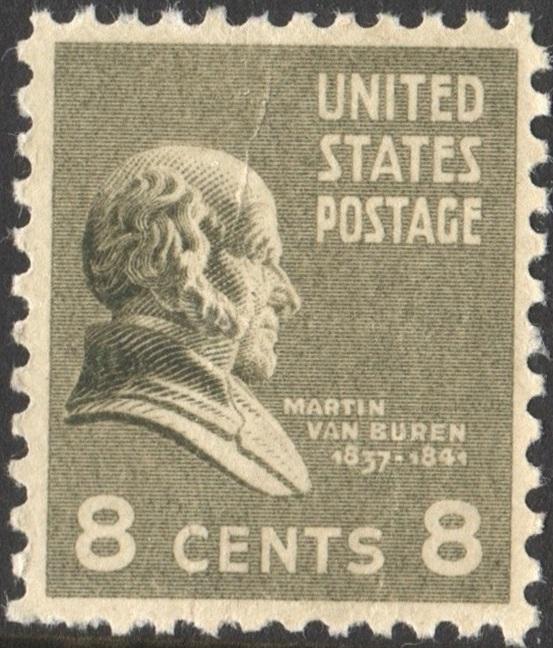 UNITED
STATES
POSTAGE
MARTIN
VAN BUREN
1837-1841
8 CENTS 8